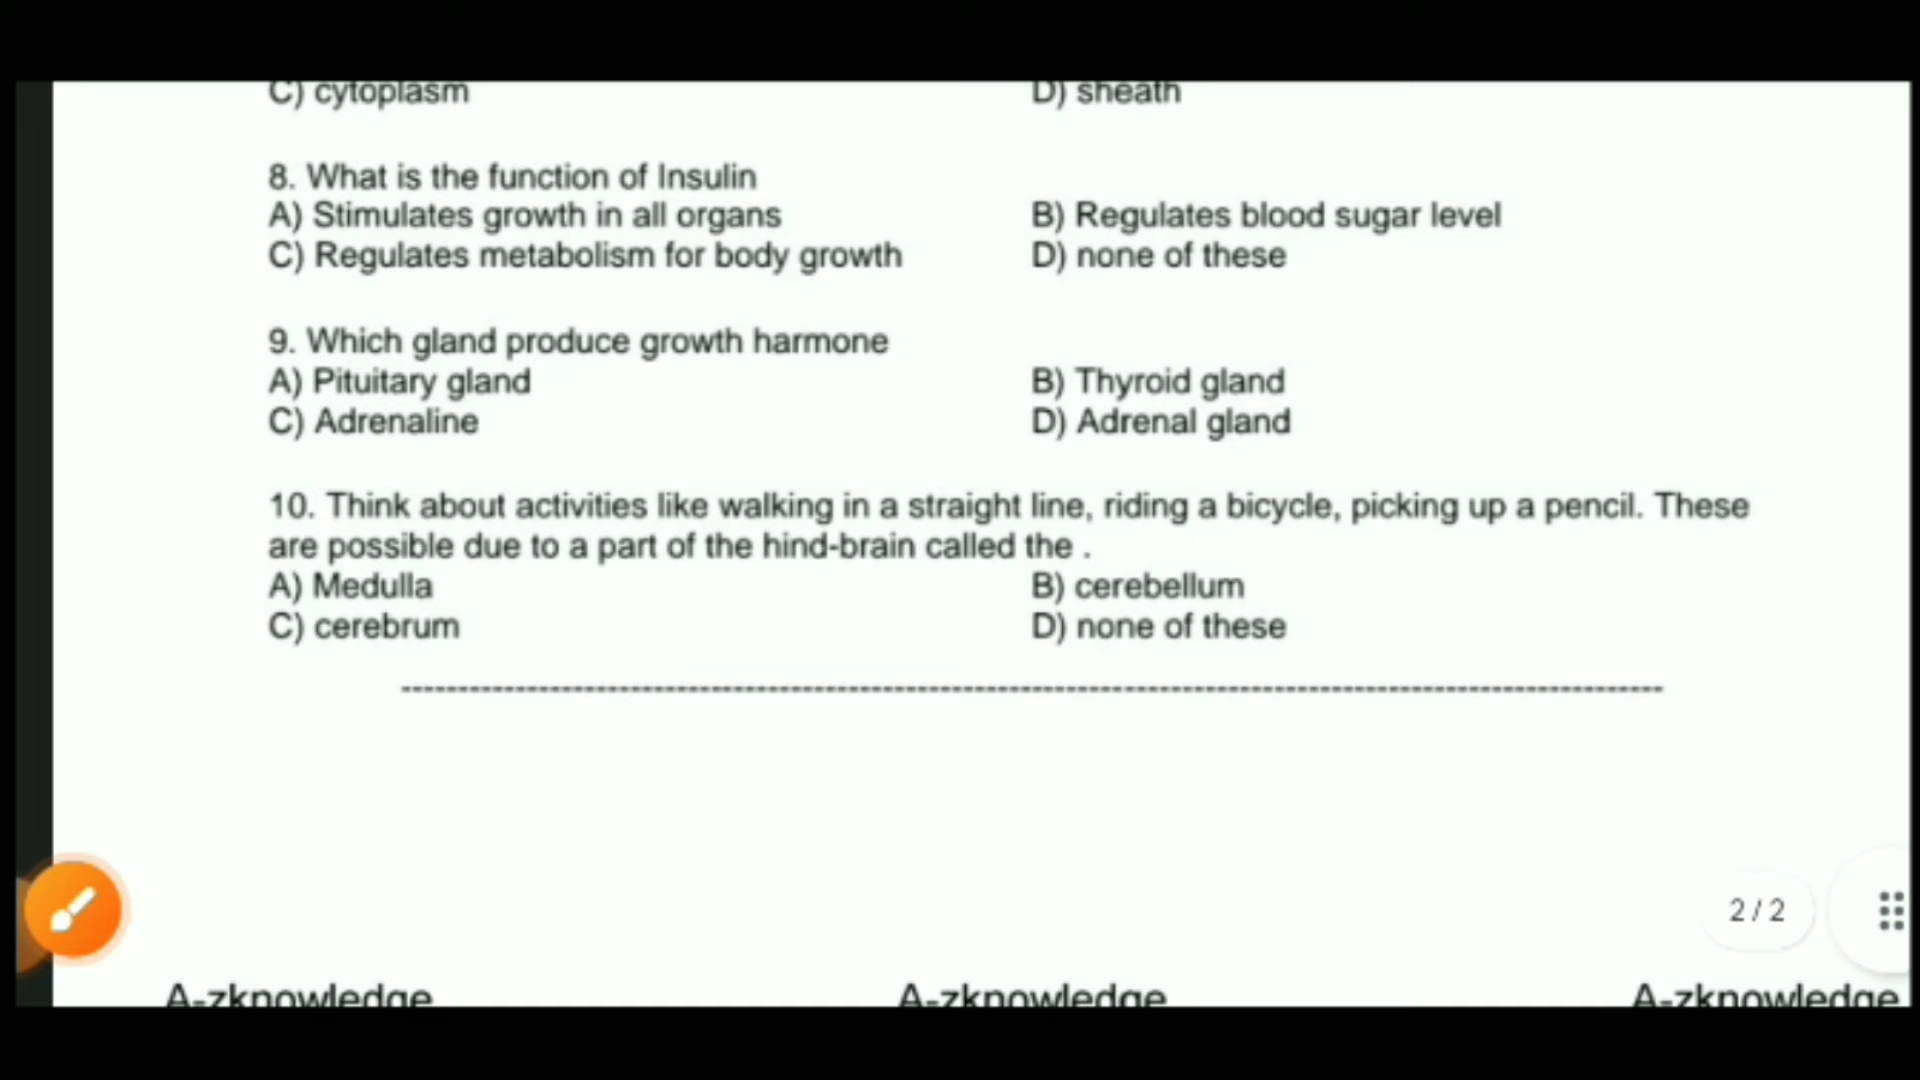 C) cytoplasm D) sheath
8. What is the function of Insulin
A) Stimulates growth in all organs B) Regulates blood sugar level
C) Regulates metabolism for body growth D) none of these
9. Which gland produce growth harmone
A) Pituitary gland B) Thyroid gland
C) Adrenaline D) Adrenal gland
10. Think about activities like walking in a straight line, riding a bicycle, picking up a pencil. These
are possible due to a part of the hind-brain called the .
A) Medulla B) cerebellum
C) cerebrum D) none of these
--------------------------------------------------------------------------------------------------------------
2 / 2
A-zknowledge A-zknowledge A-zknowledge